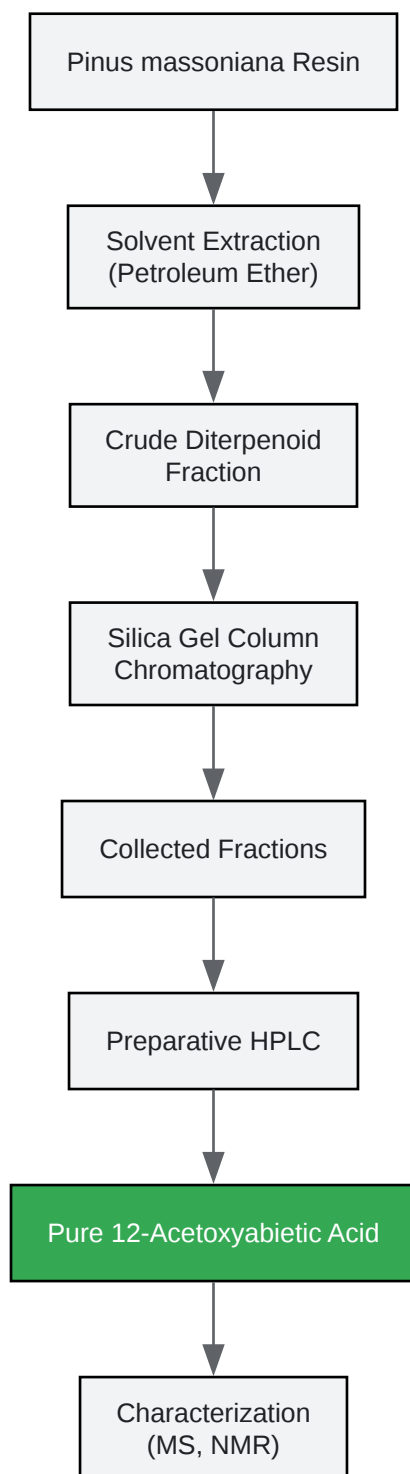 Pinus massoniana Resin
Solvent Extraction
(Petroleum Ether)
Crude Diterpenoid
Fraction
Silica Gel Column
Chromatography
Collected Fractions
Preparative HPLC
Pure 12-Acetoxyabietic Acid
Characterization
(MS, NMR)